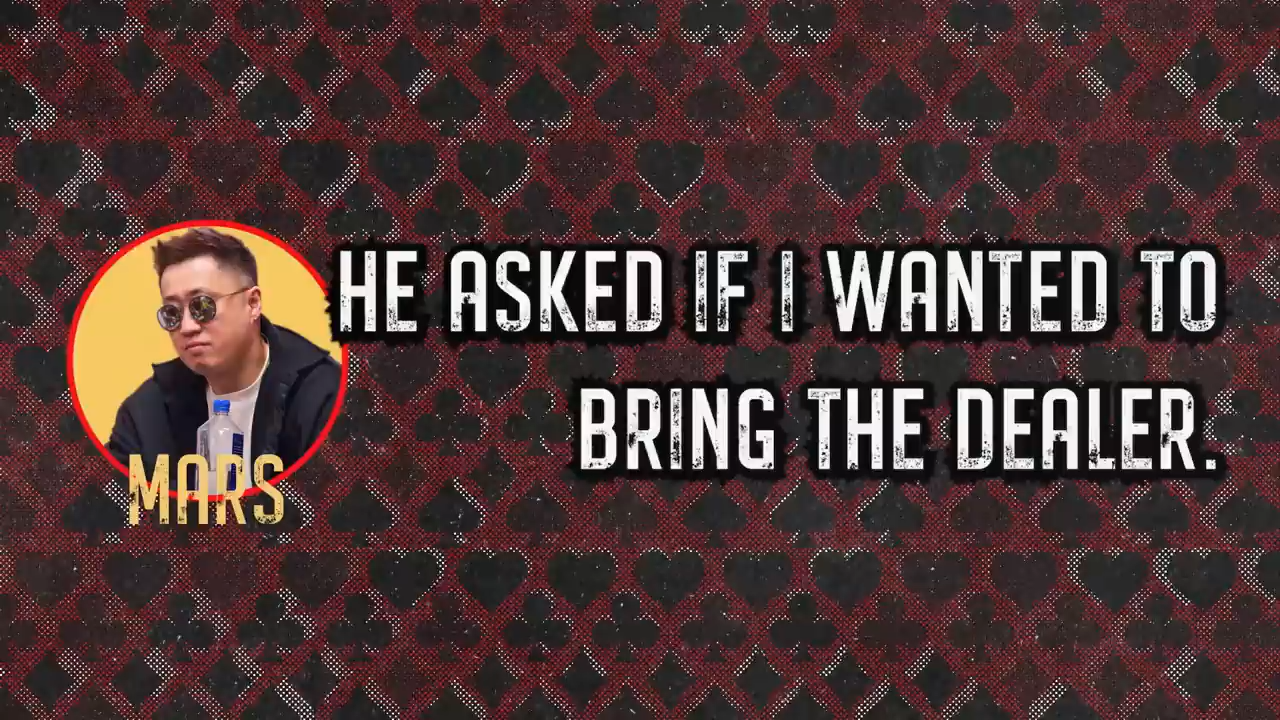 HE ASKED IF I WANTED TO
BRING THE DEALER.
MARS